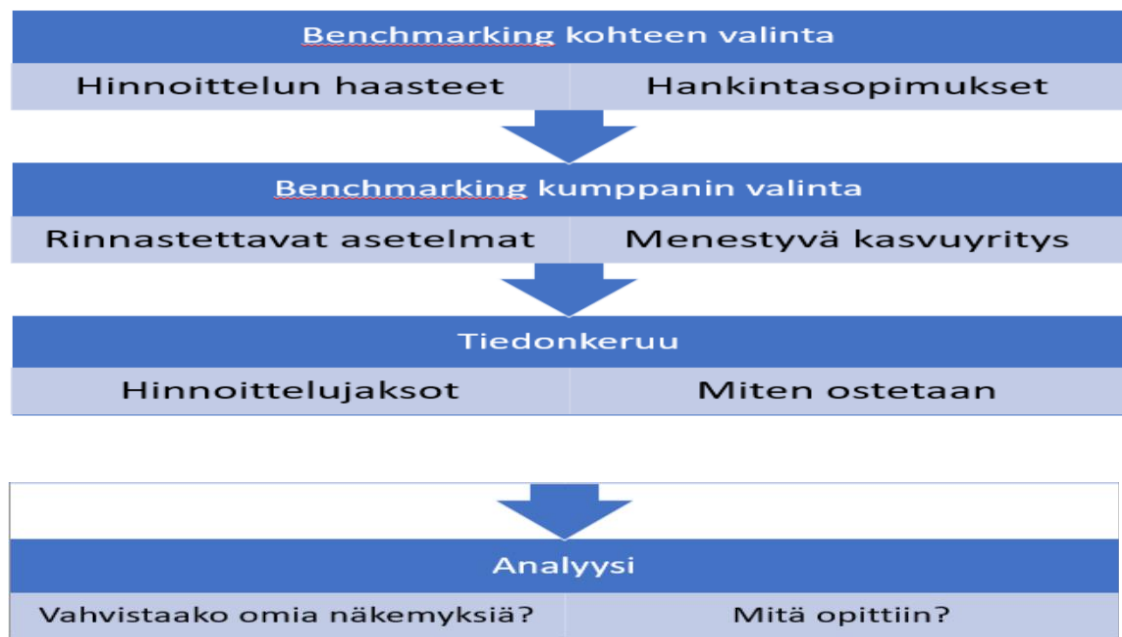 Benchmarking kohteen valinta
Hinnoittelun haasteet Hankintasopimukset
Benchmarking kumppanin valinta
Rinnastettavat asetelmat Menestyvä kasvuyritys
Tiedonkeruu
Hinnoittelujaksot Miten ostetaan
Analyysi
Vahvistaako omia näkemyksiä? Mitä opittiin?